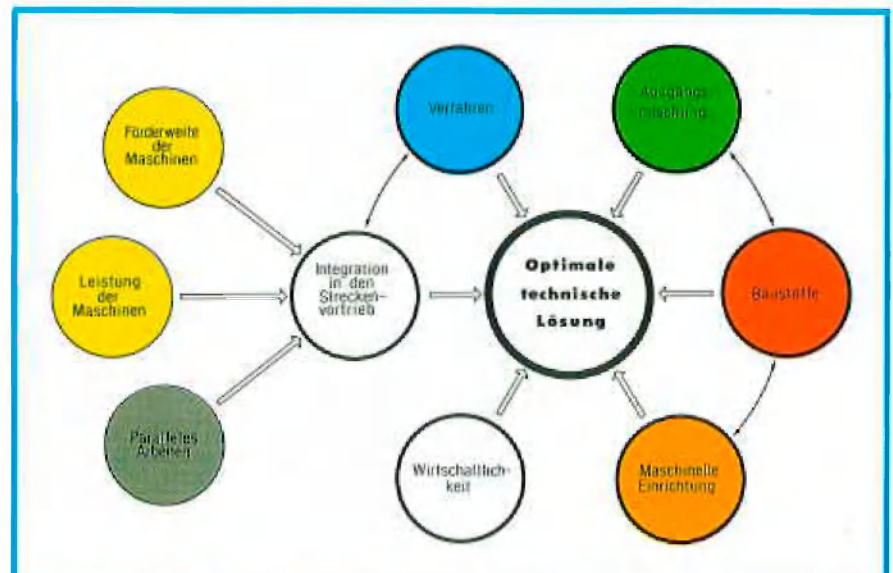 Förderweite
der
Maschinen
Leistung
der
Maschinen
Paralleles
Arbeiten
Integration
in den
Strecken-
vortrieb
Verfahren
Ausgangs-
mischung
Optimale
technische
Lösung
Baustoffe
Wirtschaftlich-
keit
Maschinelle
Einrichtung